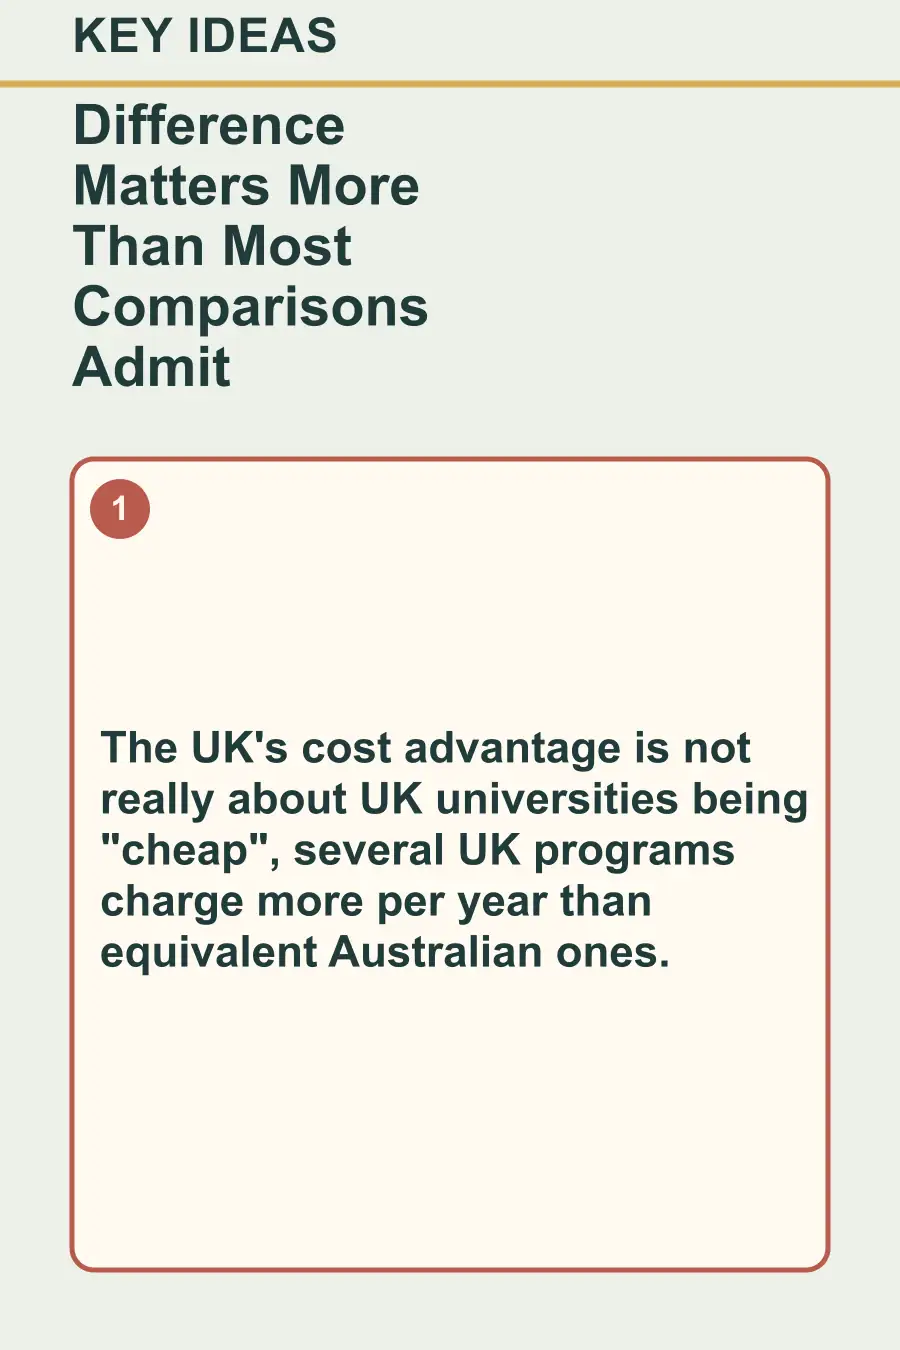 KEY IDEAS
Difference
Matters More
Than Most
Comparisons
Admit
1
The UK's cost advantage is not
really about UK universities being
"cheap", several UK programs
charge more per year than
equivalent Australian ones.